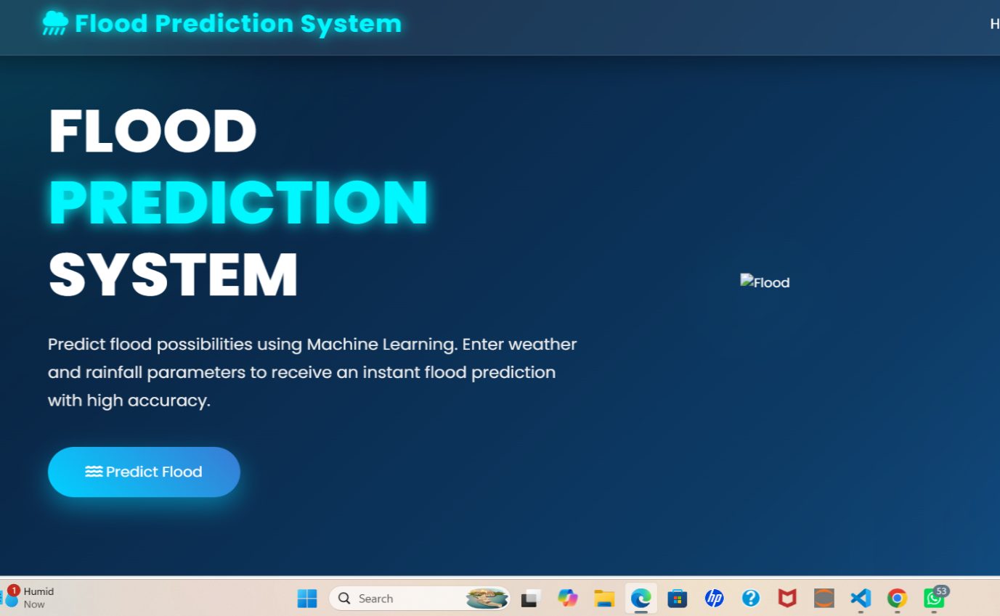 Flood Prediction System
H
FLOOD
PREDICTION
SYSTEM
Flood
Predict flood possibilities using Machine Learning. Enter weather
and rainfall parameters to receive an instant flood prediction
with high accuracy.
Predict Flood
1
Humid
Now
Search
hp
?
53